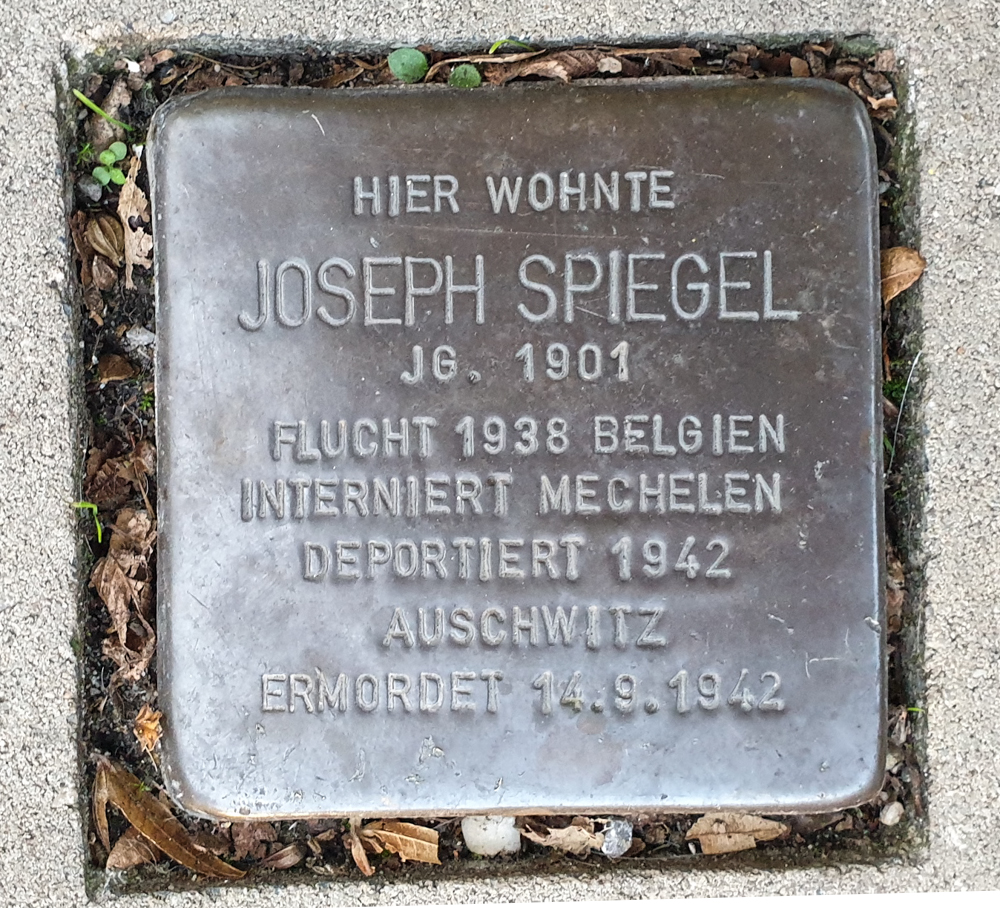 HIER WOHNTE
JOSEPH SPIEGEL
JG. 1901
FLUCHT 1938 BELGIEN
INTERNIERT MECHELEN
DEPORTIERT 1942
AUSCHWITZ
ERMORDET 14.9.1942